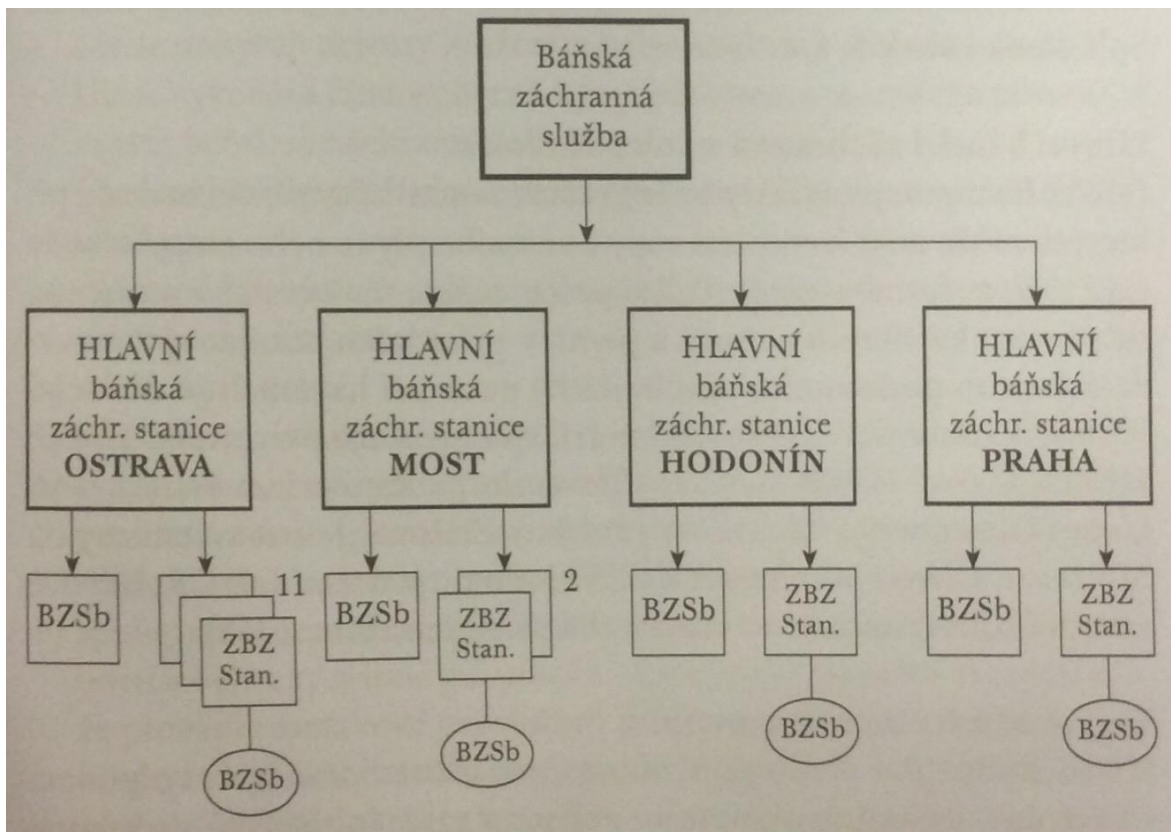 Báňská
záchranná
služba
HLAVNÍ
báňská
záchr. stanice
OSTRAVA
HLAVNÍ
báňská
záchr. stanice
MOST
HLAVNÍ
báňská
záchr. stanice
HODONÍN
HLAVNÍ
báňská
záchr. stanice
PRAHA
BZSb
11
ZBZ
Stan.
BZSb
BZSb
2
ZBZ
Stan.
BZSb
BZSb
ZBZ
Stan.
BZSb
BZSb
ZBZ
Stan.
BZSb